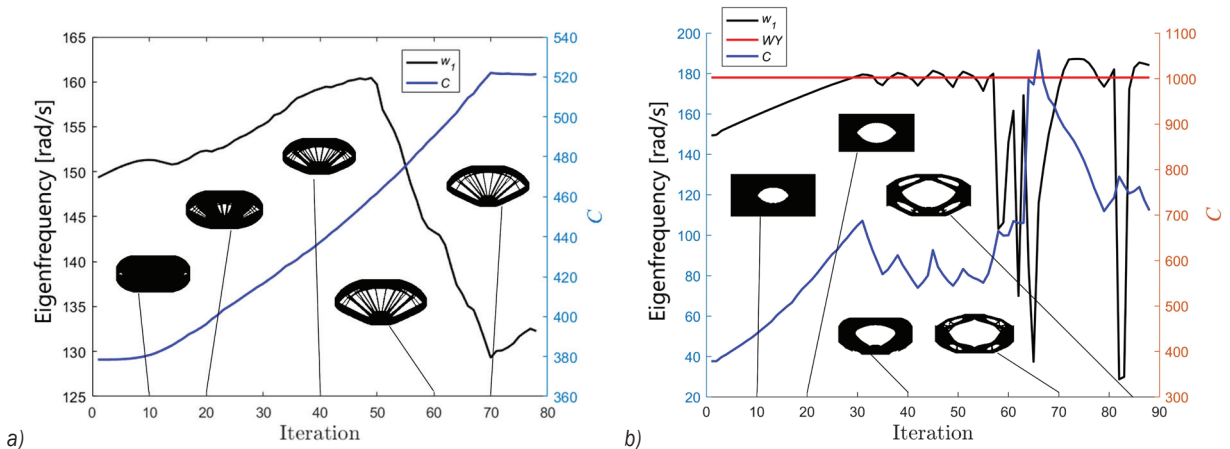 165
160
155
150
145
140
135
130
125
Eigenfrequency [rad/s]
w1
C
540
520
500
480
460
440
420
400
380
360
C
0 10 20 30 40 50 60 70 80
Iteration
a)
200
180
160
140
120
100
80
60
40
20
Eigenfrequency [rad/s]
w1
WY
C
1100
1000
900
800
700
600
500
400
300
C
0 10 20 30 40 50 60 70 80 90
Iteration
b)